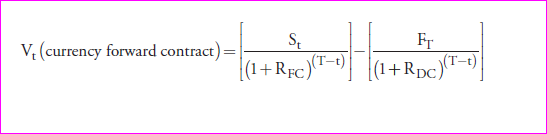 V_t (currency forward contract) = [S_t / (1+R_FC)^(T−t)] − [F_T / (1+R_DC)^(T−t)]